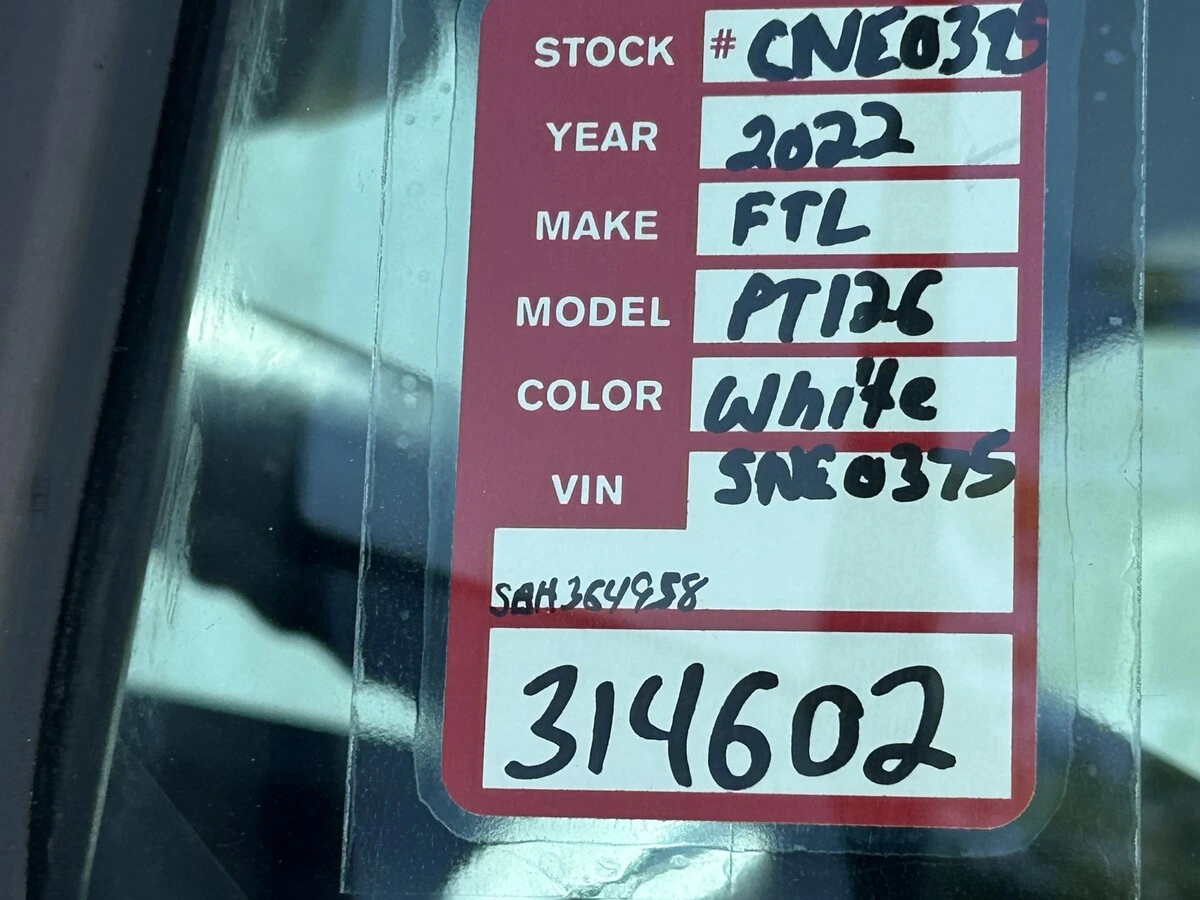 STOCK # CNE0375
YEAR 2022
MAKE FTL
MODEL PT126
COLOR White
VIN SNE0375
SAH364958
314602